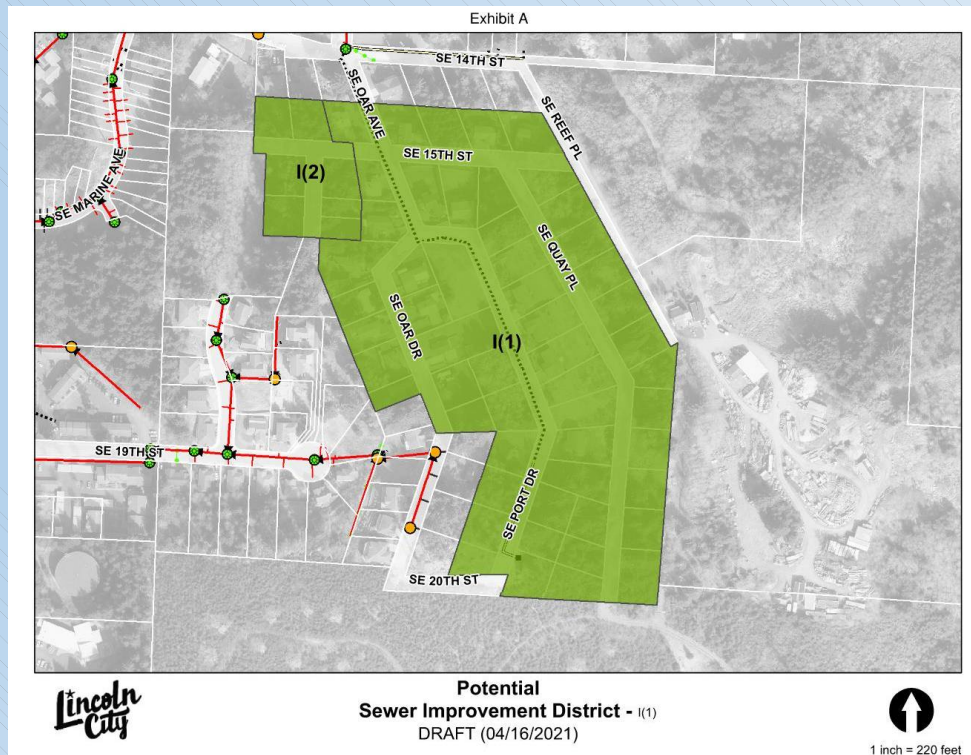 Exhibit A
SE 14TH ST
SE OAR AVE
SE REEF PL
SE 15TH ST
I(2)
SE MARINE AVE
SE QUAY PL
SE OAR DR
I(1)
SE 19TH ST
SE PORT DR
SE 20TH ST
Lincoln
City
Potential
Sewer Improvement District - I(1)
DRAFT (04/16/2021)
1 inch = 220 feet